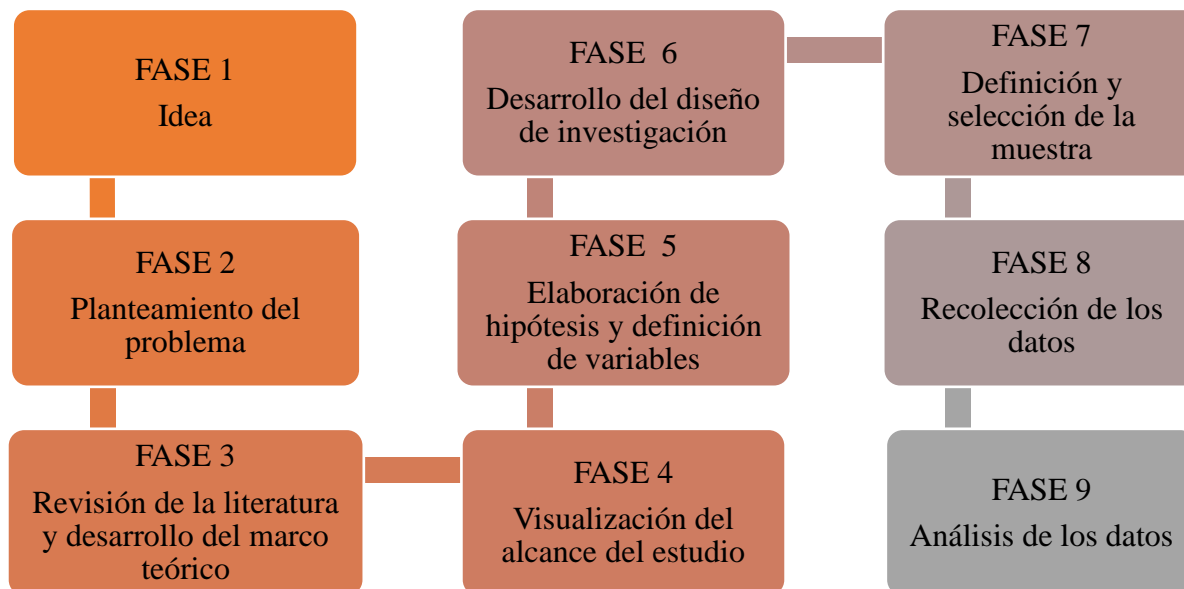 FASE 1
Idea
FASE 2
Planteamiento del
problema
FASE 3
Revisión de la literatura
y desarrollo del marco
teórico
FASE 4
Visualización del
alcance del estudio
FASE 5
Elaboración de
hipótesis y definición
de variables
FASE 6
Desarrollo del diseño
de investigación
FASE 7
Definición y
selección de la
muestra
FASE 8
Recolección de los
datos
FASE 9
Análisis de los datos